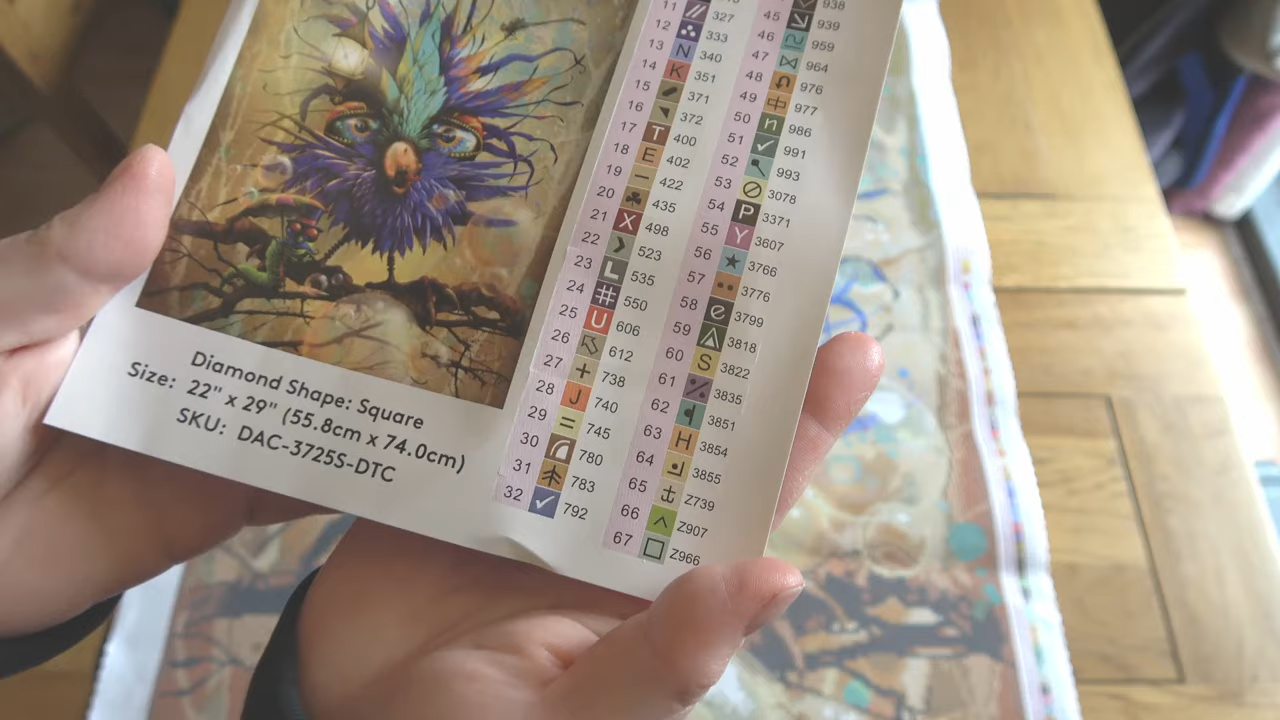 Diamond Shape: Square
Size: 22" x 29" (55.8cm x 74.0cm)
SKU: DAC-3725S-DTC
11 // 327
12 333
13 N 340
14 K 351
15 371
16 372
17 T 400
18 E 402
19 − 422
20 ♣ 435
21 X 498
22 > 523
23 L 535
24 # 550
25 U 606
26 612
27 + 738
28 J 740
29 = 745
30 780
31 783
32 ✓ 792
938
45 939
46 959
47 964
48 976
49 中 977
50 n 986
51 ✓ 991
52 993
53 ⊘ 3078
54 P 3371
55 Y 3607
56 ★ 3766
57 •• 3776
58 e 3799
59 3818
60 S 3822
61 3835
62 3851
63 H 3854
64 3855
65 Z739
66 ^ Z907
67 □ Z966